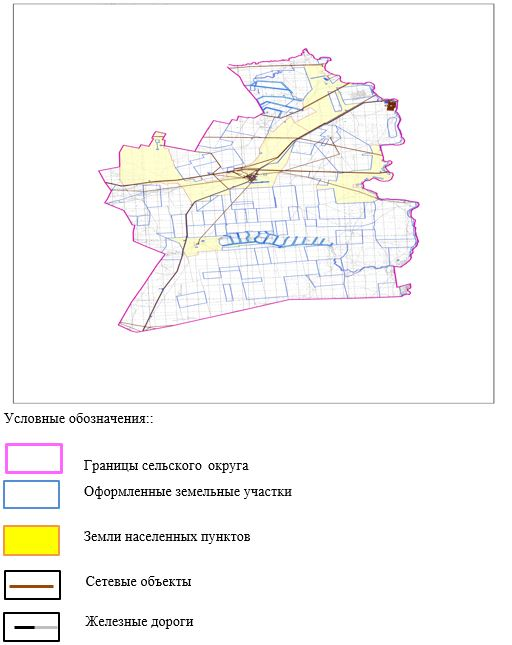 Условные обозначения::
Границы сельского округа
Оформленные земельные участки
Земли населенных пунктов
Сетевые объекты
Железные дороги